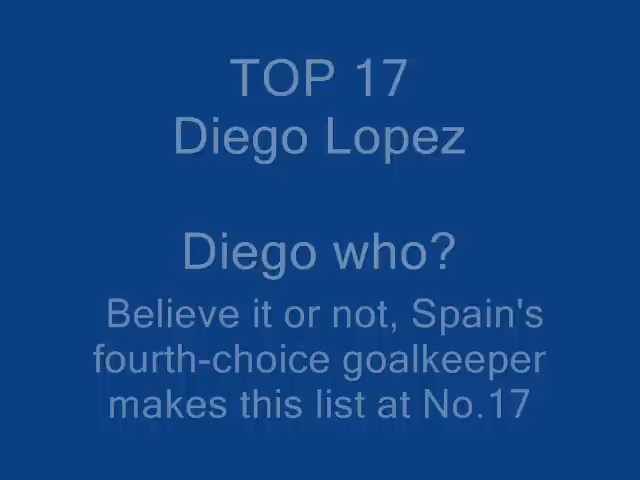 TOP 17
Diego Lopez
Diego who?
Believe it or not, Spain's
fourth-choice goalkeeper
makes this list at No.17